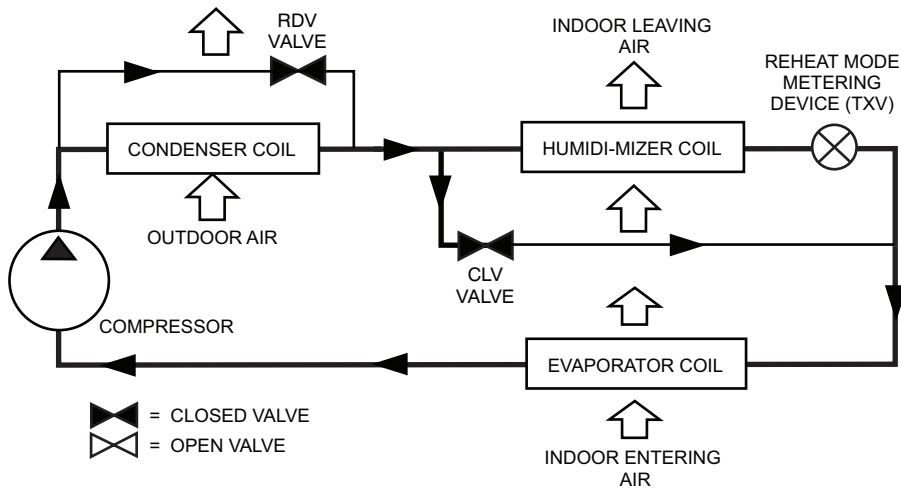 RDV
VALVE
INDOOR LEAVING
AIR
REHEAT MODE
METERING
DEVICE (TXV)
CONDENSER COIL
HUMIDI-MIZER COIL
OUTDOOR AIR
CLV
VALVE
COMPRESSOR
EVAPORATOR COIL
= CLOSED VALVE
= OPEN VALVE
INDOOR ENTERING
AIR